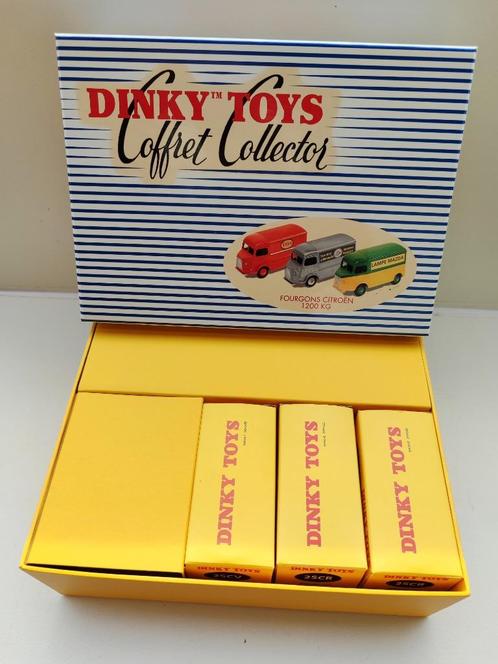 DINKY™ TOYS
Coffret Collector
LAMPE MAZDA
FOURGONS CITROËN
1200 KG
DINKY TOYS
DINKY TOYS
DINKY TOYS
DINKY TOYS
25CV
DINKY TOYS
25CR
DINKY TOYS
25CR